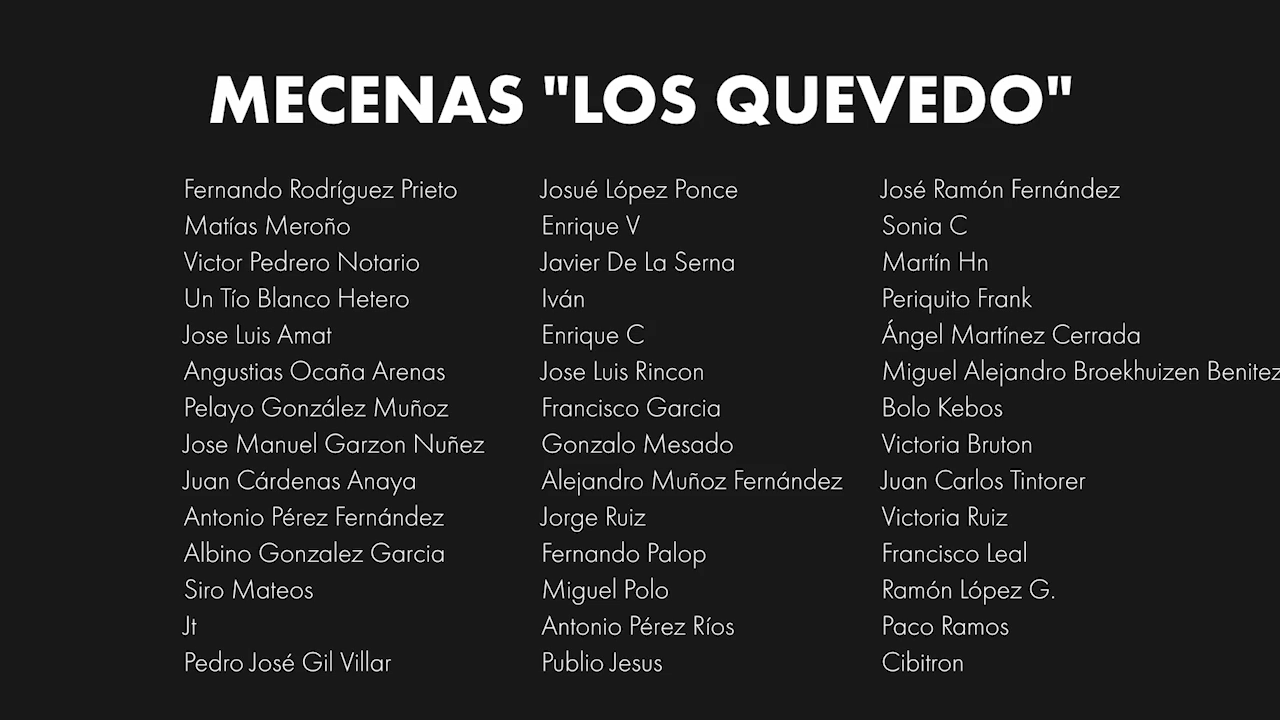 MECENAS "LOS QUEVEDO"
Fernando Rodríguez Prieto
Matías Meroño
Victor Pedrero Notario
Un Tío Blanco Hetero
Jose Luis Amat
Angustias Ocaña Arenas
Pelayo González Muñoz
Jose Manuel Garzon Nuñez
Juan Cárdenas Anaya
Antonio Pérez Fernández
Albino Gonzalez Garcia
Siro Mateos
Jt
Pedro José Gil Villar
Josué López Ponce
Enrique V
Javier De La Serna
Iván
Enrique C
Jose Luis Rincon
Francisco Garcia
Gonzalo Mesado
Alejandro Muñoz Fernández
Jorge Ruiz
Fernando Palop
Miguel Polo
Antonio Pérez Ríos
Publio Jesus
José Ramón Fernández
Sonia C
Martín Hn
Periquito Frank
Ángel Martínez Cerrada
Miguel Alejandro Broekhuizen Benitez
Bolo Kebos
Victoria Bruton
Juan Carlos Tintorer
Victoria Ruiz
Francisco Leal
Ramón López G.
Paco Ramos
Cibitron